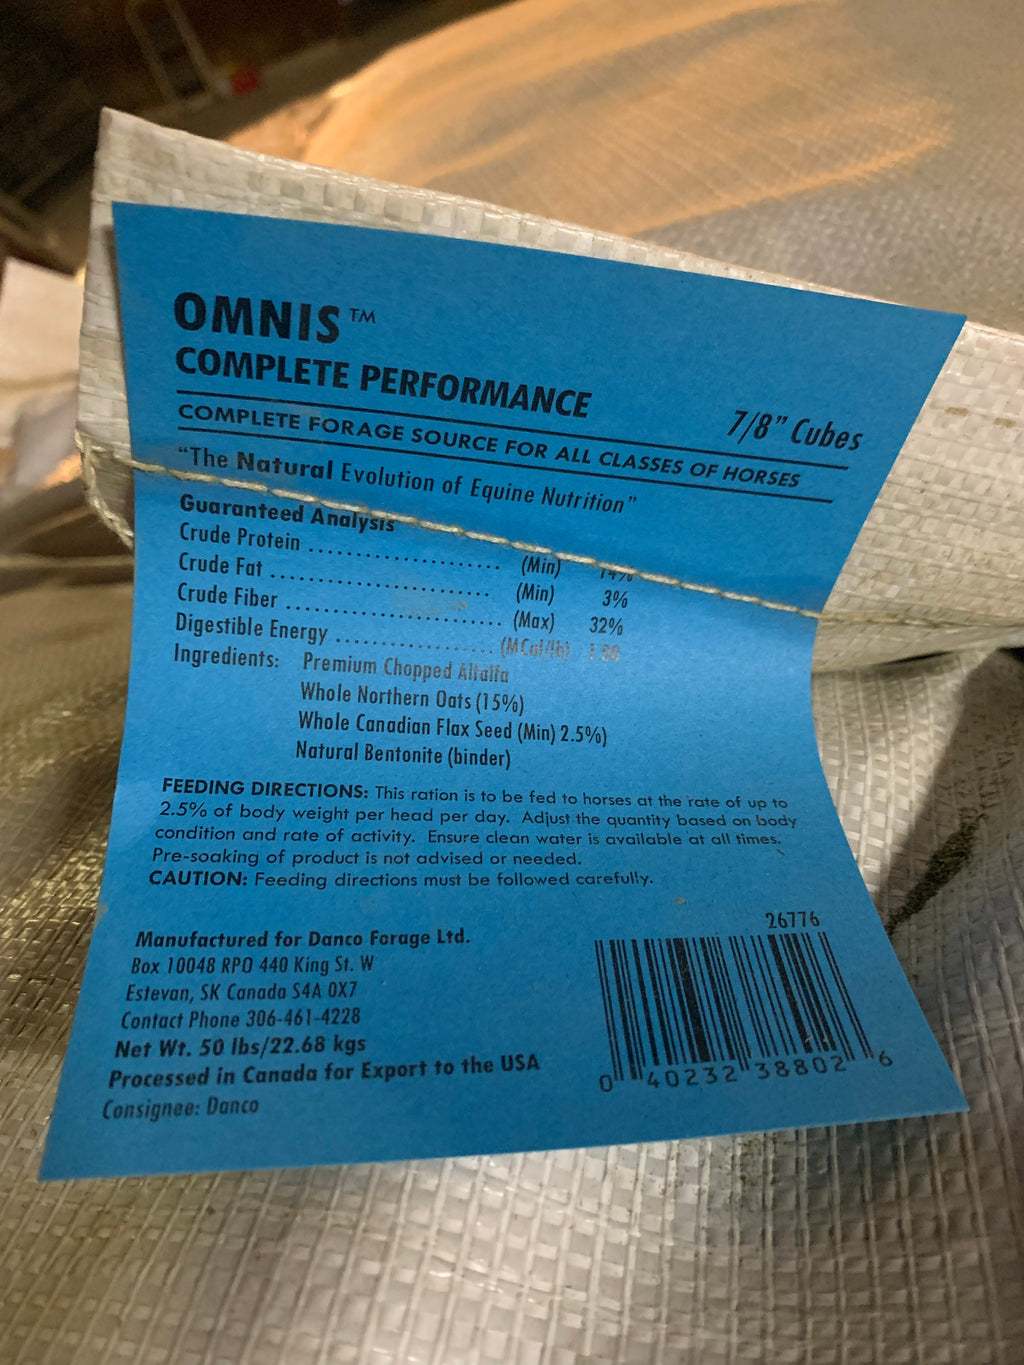 OMNIS™
COMPLETE PERFORMANCE
7/8” Cubes
COMPLETE FORAGE SOURCE FOR ALL CLASSES OF HORSES
“The Natural Evolution of Equine Nutrition”
Guaranteed Analysis
Crude Protein .................... (Min) 14%
Crude Fat .......................... (Min) 3%
Crude Fiber ........................ (Max) 32%
Digestible Energy ................ (MCal/lb)
Ingredients: Premium Chopped Alfalfa
Whole Northern Oats (15%)
Whole Canadian Flax Seed (Min) 2.5%)
Natural Bentonite (binder)
FEEDING DIRECTIONS: This ration is to be fed to horses at the rate of up to
2.5% of body weight per head per day. Adjust the quantity based on body
condition and rate of activity. Ensure clean water is available at all times.
Pre-soaking of product is not advised or needed.
CAUTION: Feeding directions must be followed carefully.
Manufactured for Danco Forage Ltd.
Box 10048 RPO 440 King St. W
Estevan, SK Canada S4A 0X7
Contact Phone 306-461-4228
Net Wt. 50 lbs/22.68 kgs
Processed in Canada for Export to the USA
Consignee: Danco
26776
0 40232 38802 6